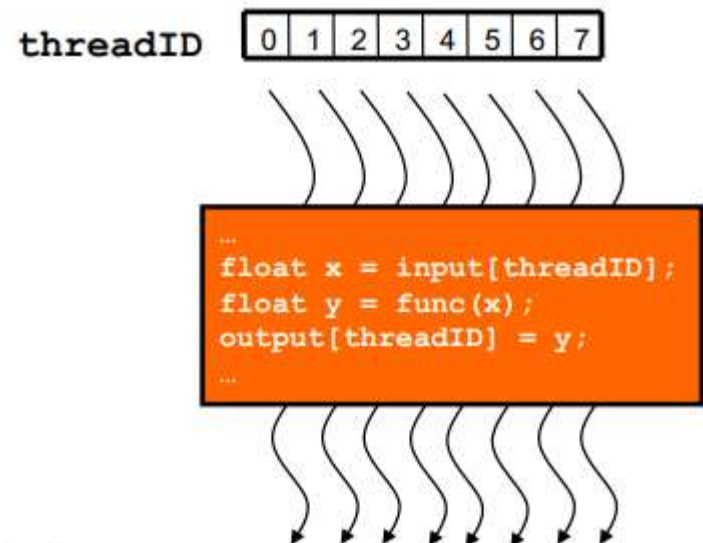 threadID 0 1 2 3 4 5 6 7
…
float x = input[threadID];
float y = func(x);
output[threadID] = y;
…